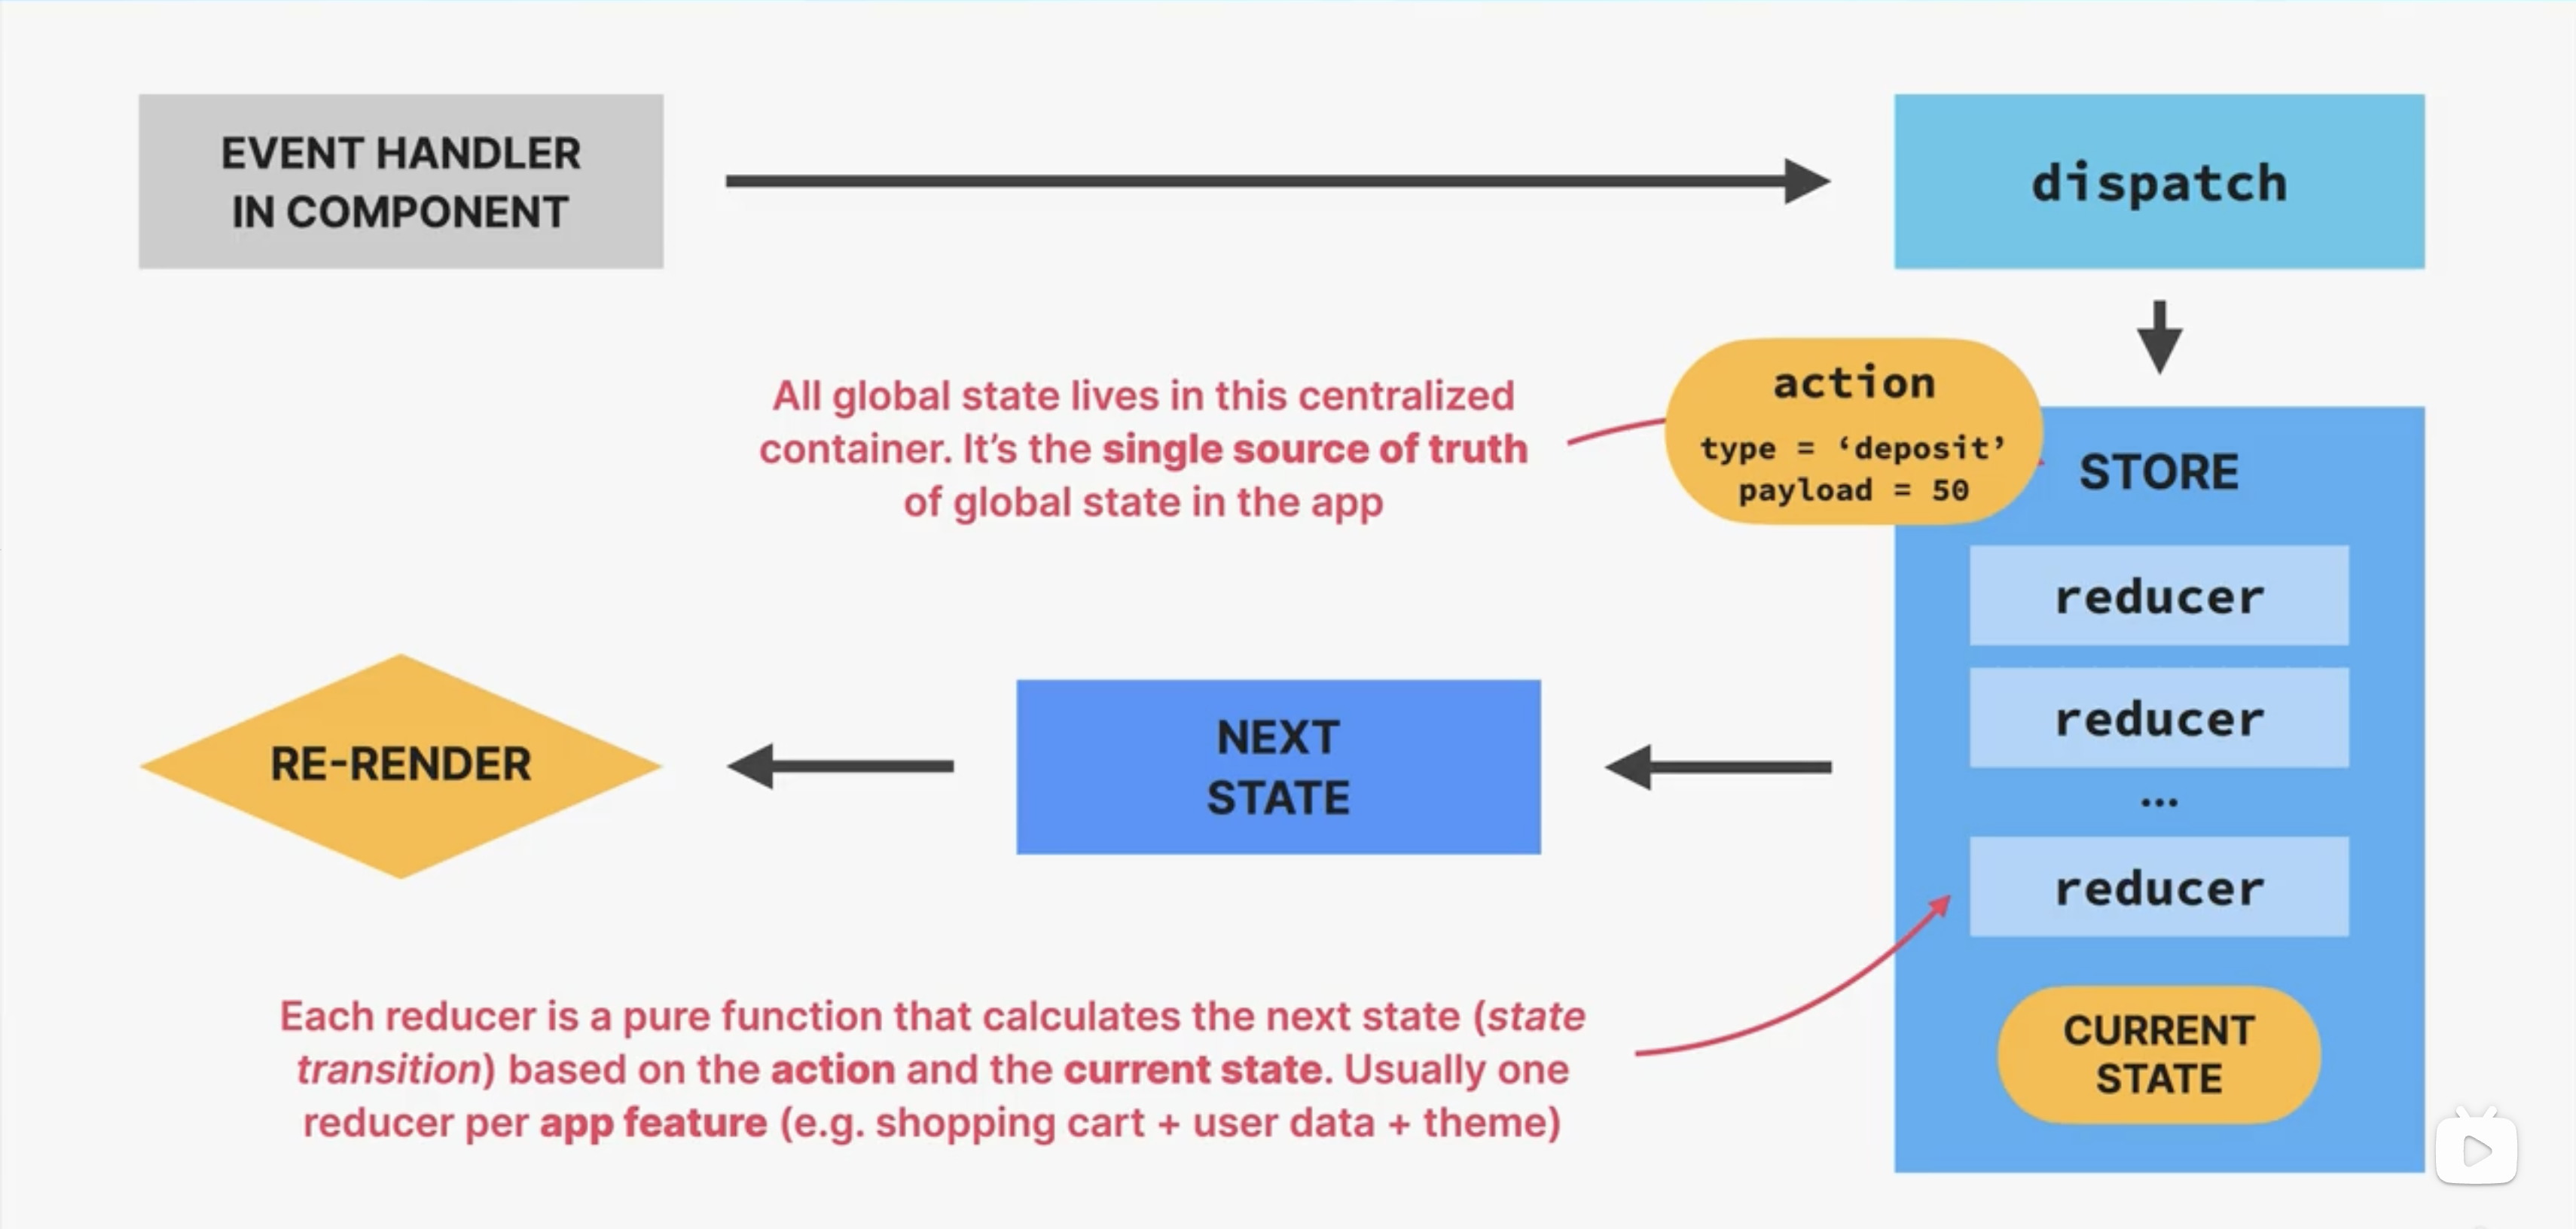 EVENT HANDLER
IN COMPONENT
dispatch
All global state lives in this centralized
container. It’s the single source of truth
of global state in the app
action
type = ‘deposit’
payload = 50
STORE
reducer
reducer
...
reducer
CURRENT
STATE
NEXT
STATE
RE-RENDER
Each reducer is a pure function that calculates the next state (state
transition) based on the action and the current state. Usually one
reducer per app feature (e.g. shopping cart + user data + theme)